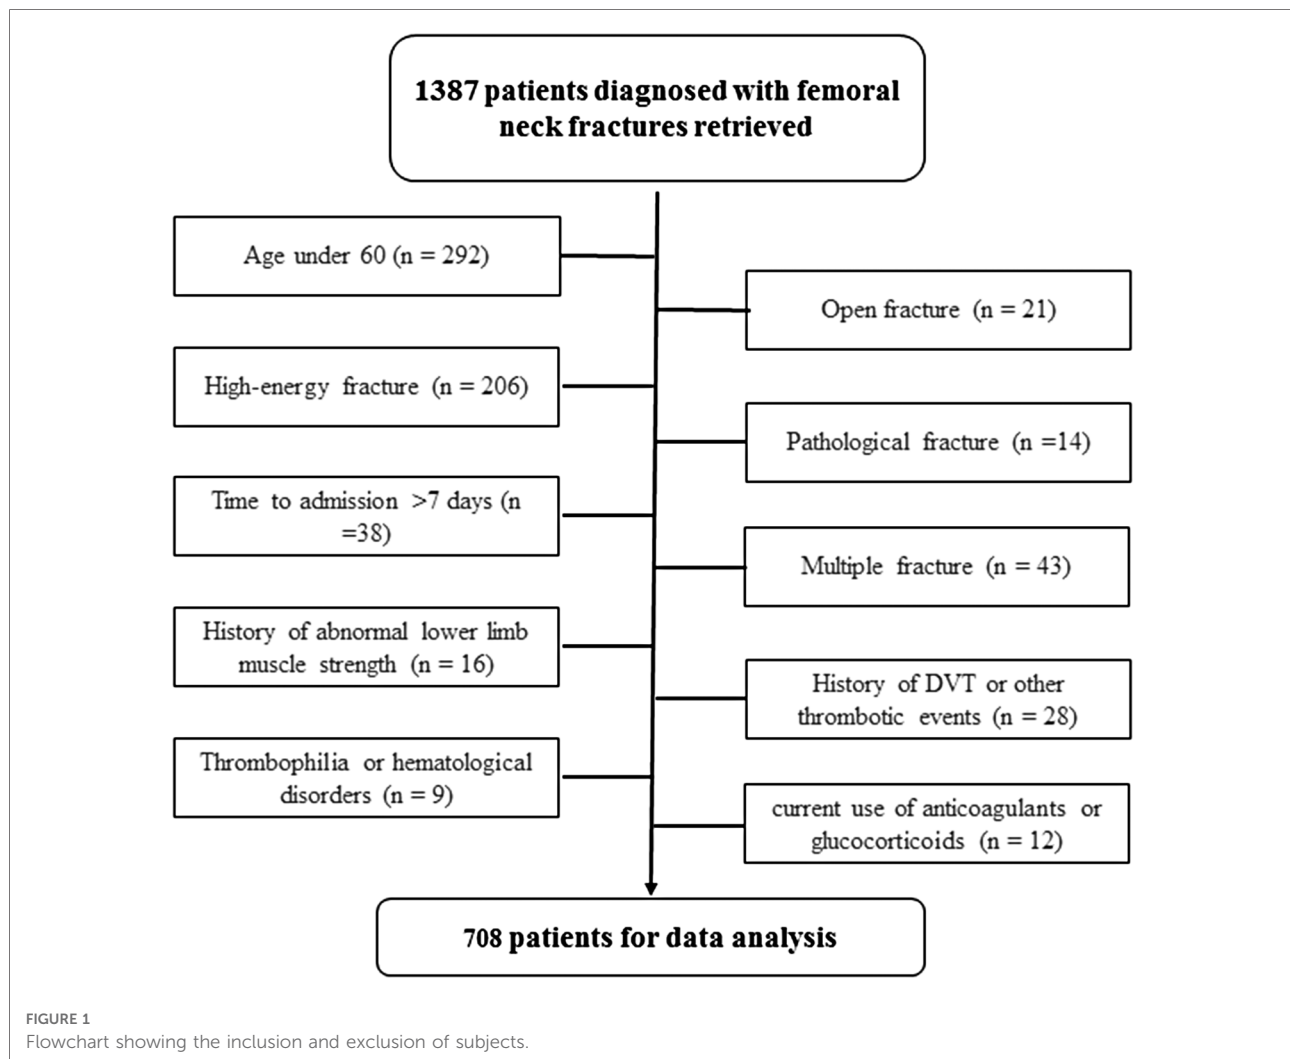 1387 patients diagnosed with femoral
neck fractures retrieved
Age under 60 (n = 292)
Open fracture (n = 21)
High-energy fracture (n = 206)
Pathological fracture (n =14)
Time to admission >7 days (n
=38)
Multiple fracture (n = 43)
History of abnormal lower limb
muscle strength (n = 16)
History of DVT or other
thrombotic events (n = 28)
Thrombophilia or hematological
disorders (n = 9)
current use of anticoagulants or
glucocorticoids (n = 12)
708 patients for data analysis
FIGURE 1
Flowchart showing the inclusion and exclusion of subjects.